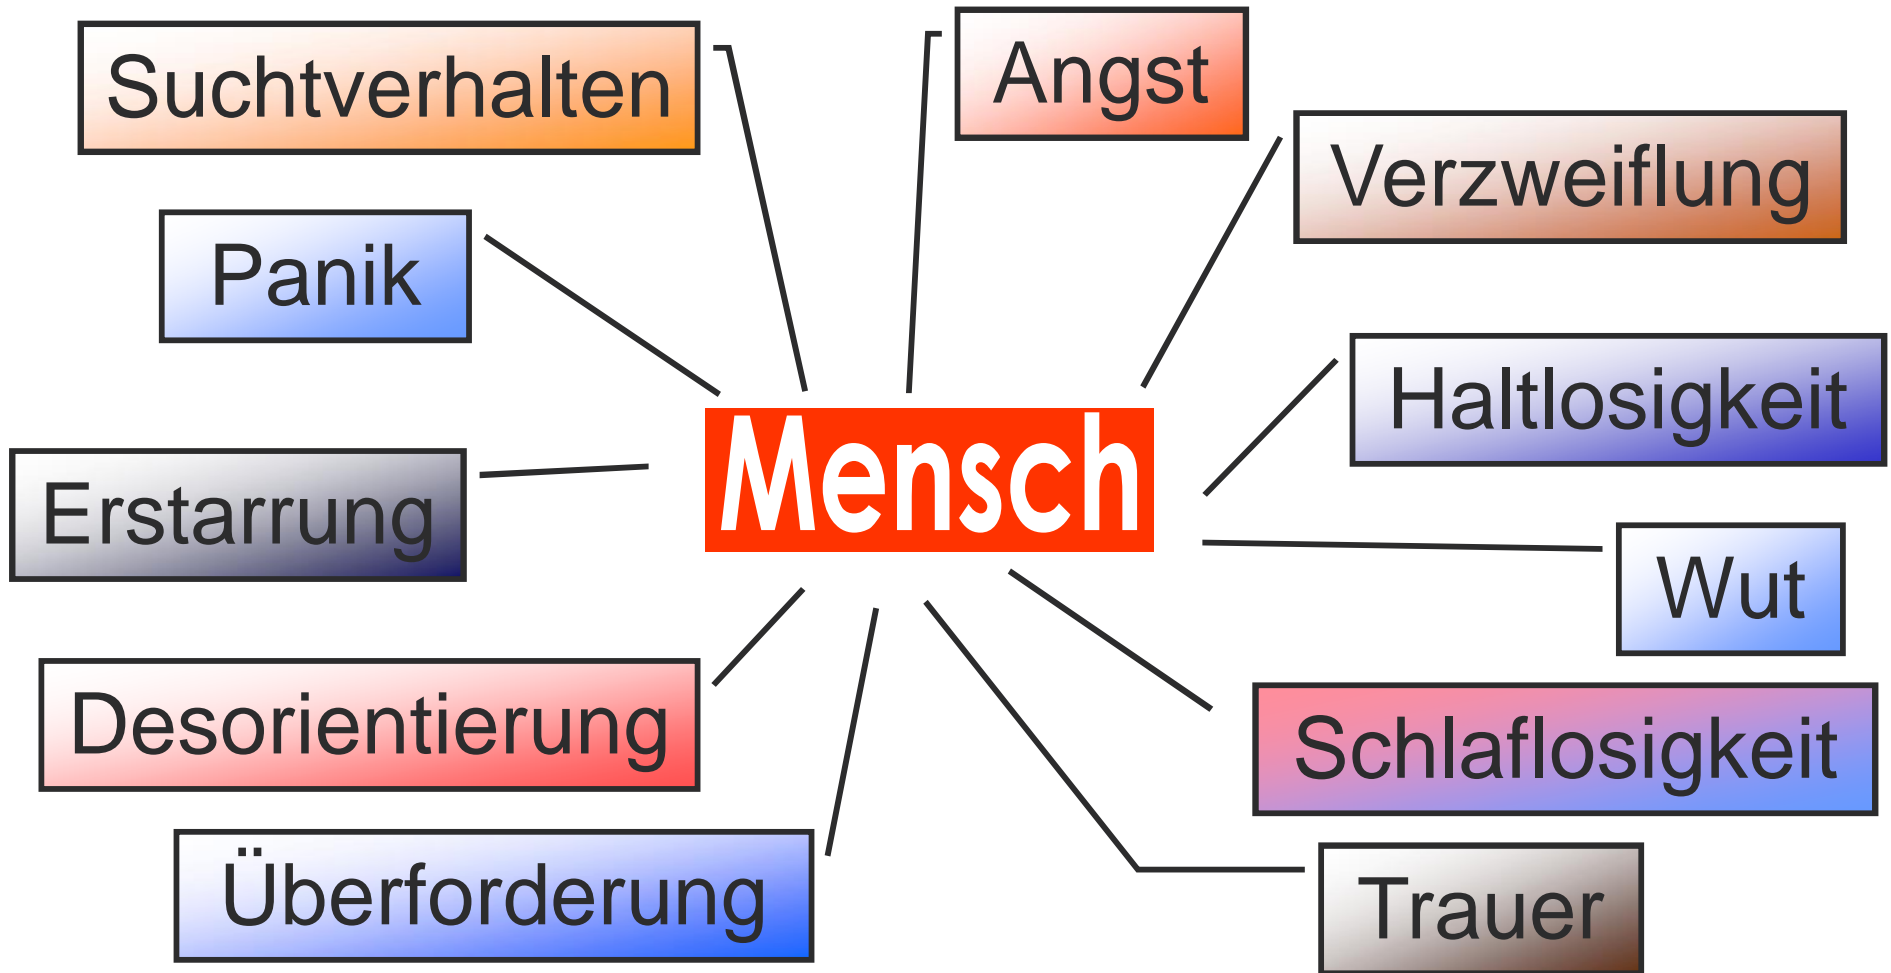 Suchtverhalten
Angst
Verzweiflung
Panik
Haltlosigkeit
Mensch
Erstarrung
Wut
Desorientierung
Schlaflosigkeit
Überforderung
Trauer